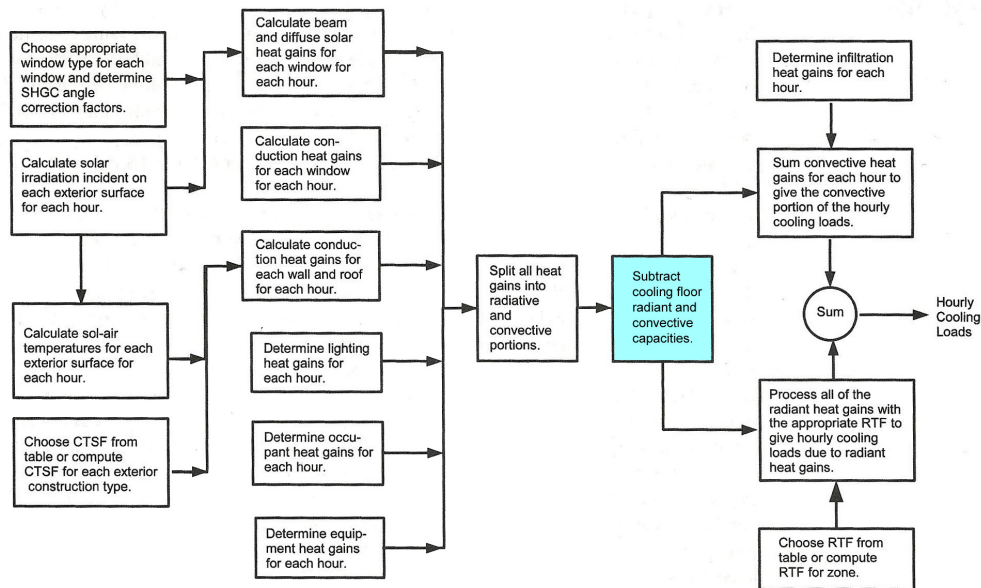 Choose appropriate
window type for each
window and determine
SHGC angle
correction factors.
Calculate solar
irradiation incident on
each exterior surface
for each hour.
Calculate sol-air
temperatures for each
exterior surface for
each hour.
Choose CTSF from
table or compute
CTSF for each exterior
construction type.
Calculate beam
and diffuse solar
heat gains for
each window for
each hour.
Calculate con-
duction heat gains
for each window
for each hour.
Calculate conduc-
tion heat gains for
each wall and roof
for each hour.
Determine lighting
heat gains for
each hour.
Determine occu-
pant heat gains for
each hour.
Determine equip-
ment heat gains
for each hour.
Split all heat
gains into
radiative
and
convective
portions.
Subtract
cooling floor
radiant and
convective
capacities.
Determine infiltration
heat gains for each
hour.
Sum convective heat
gains for each hour to
give the convective
portion of the hourly
cooling loads.
Sum
Hourly
Cooling
Loads
Process all of the
radiant heat gains with
the appropriate RTF to
give hourly cooling
loads due to radiant
heat gains.
Choose RTF from
table or compute
RTF for zone.